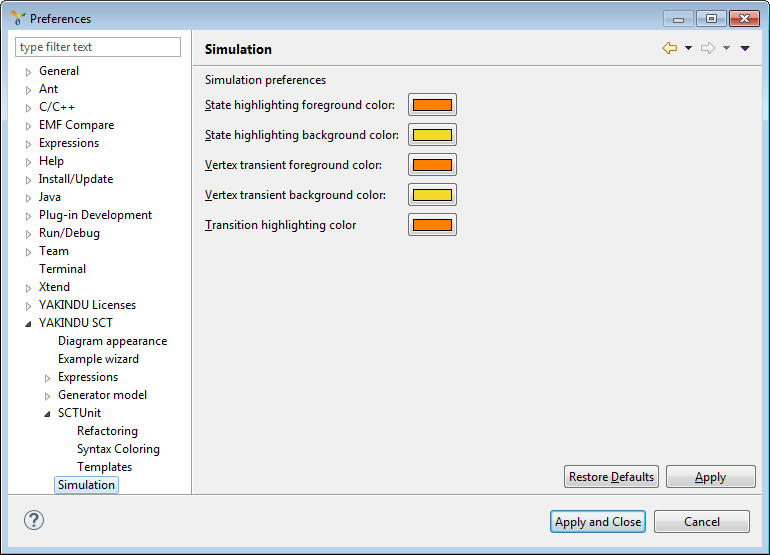 Preferences
type filter text
General
Ant
C/C++
EMF Compare
Expressions
Help
Install/Update
Java
Plug-in Development
Run/Debug
Team
Terminal
Xtend
YAKINDU Licenses
YAKINDU SCT
Diagram appearance
Example wizard
Expressions
Generator model
SCTUnit
Refactoring
Syntax Coloring
Templates
Simulation
Simulation
Simulation preferences
State highlighting foreground color:
State highlighting background color:
Vertex transient foreground color:
Vertex transient background color:
Transition highlighting color
Restore Defaults
Apply
?
Apply and Close
Cancel